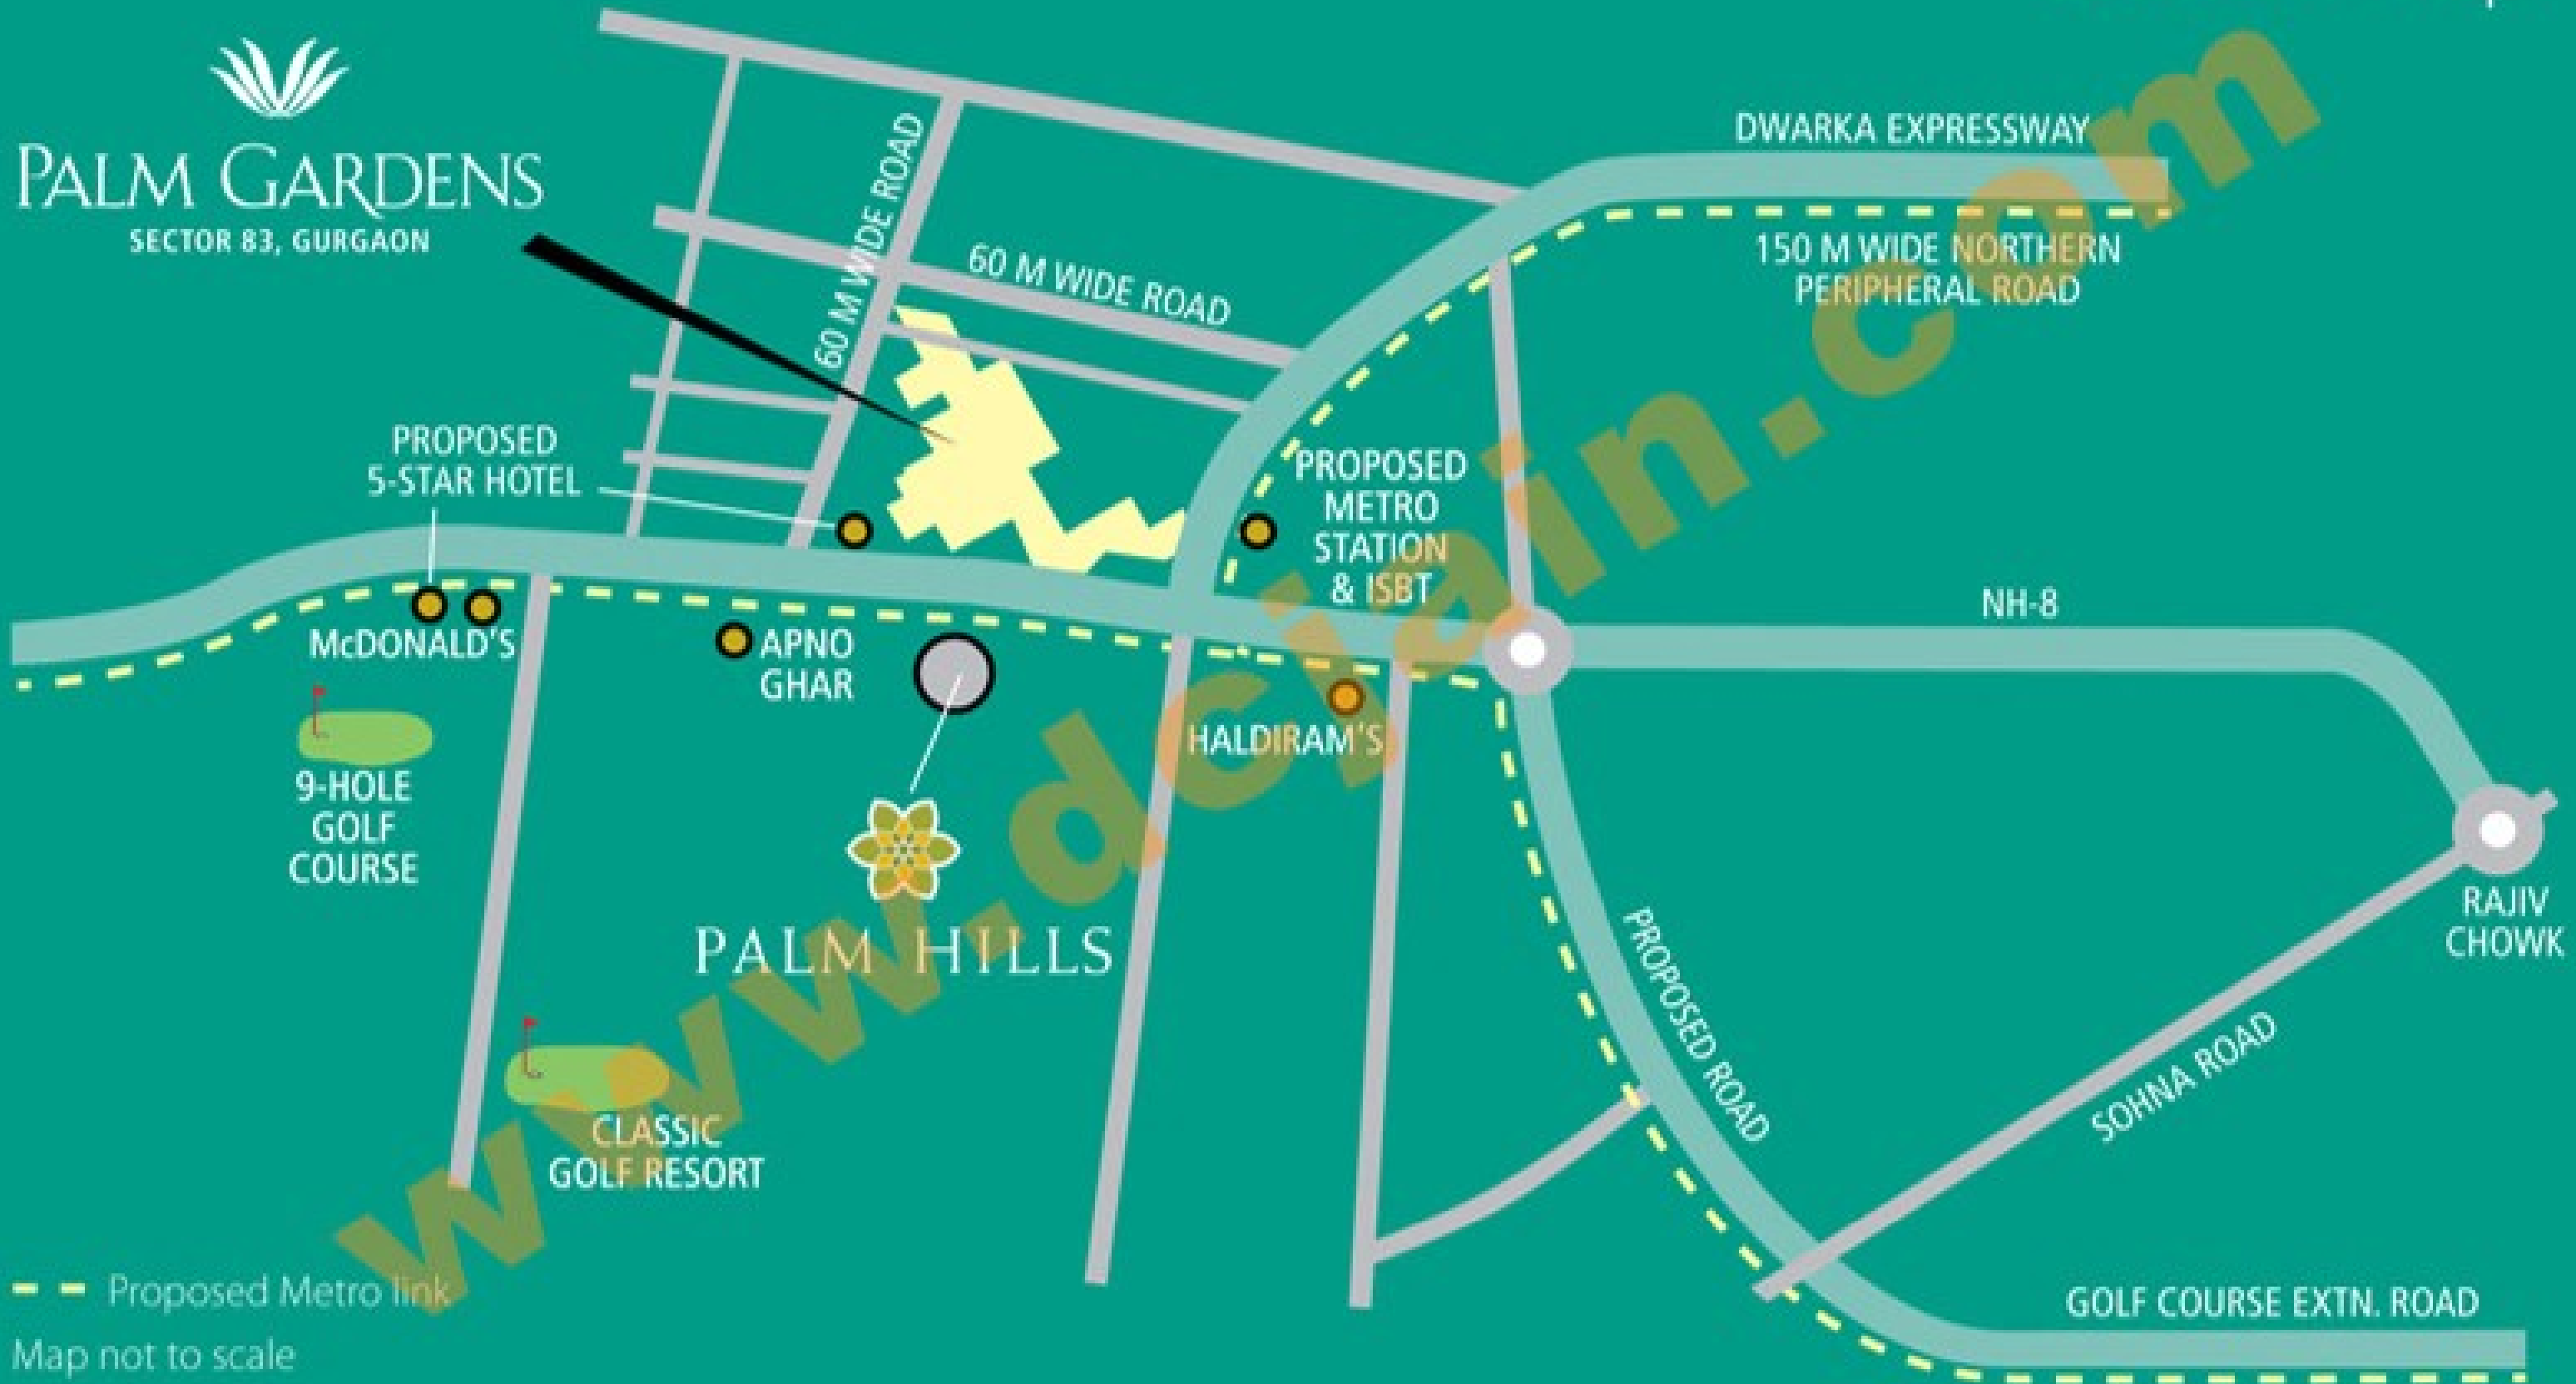 PALM GARDENS
SECTOR 83, GURGAON
60 M WIDE ROAD
60 M WIDE ROAD
DWARKA EXPRESSWAY
150 M WIDE NORTHERN
PERIPHERAL ROAD
PROPOSED
5-STAR HOTEL
PROPOSED
METRO
STATION
& ISBT
NH-8
McDONALD'S
APNO
GHAR
HALDIRAM'S
9-HOLE
GOLF
COURSE
PALM HILLS
RAJIV
CHOWK
PROPOSED ROAD
SOHNA ROAD
CLASSIC
GOLF RESORT
GOLF COURSE EXTN. ROAD
Proposed Metro link
Map not to scale
www.dcjain.com